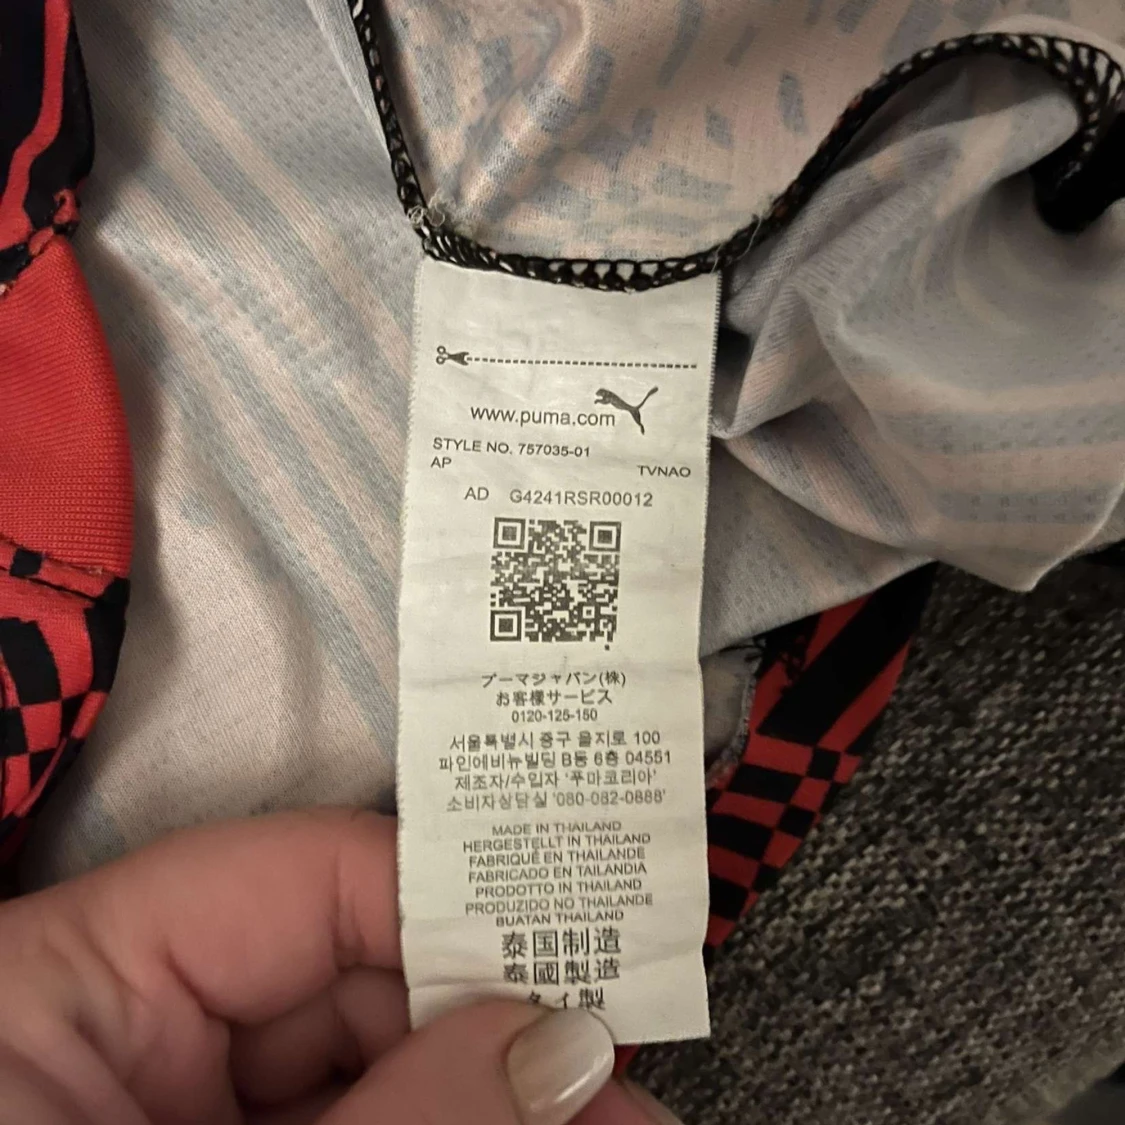 www.puma.com
STYLE NO. 757035-01
AP TVNAO
AD G4241RSR00012
プーマジャパン(株)
お客様サービス
0120-125-150
서울특별시 중구 을지로 100
파인에비뉴빌딩 B동 6층 04551
제조자/수입자 '푸마코리아'
소비자상담실 '080-082-0888'
MADE IN THAILAND
HERGESTELLT IN THAILAND
FABRIQUÉ EN THAÏLANDE
FABRICADO EN TAILANDIA
PRODOTTO IN THAILAND
PRODUZIDO NO THAILANDE
BUATAN THAILAND
泰国制造
泰國製造
タイ製